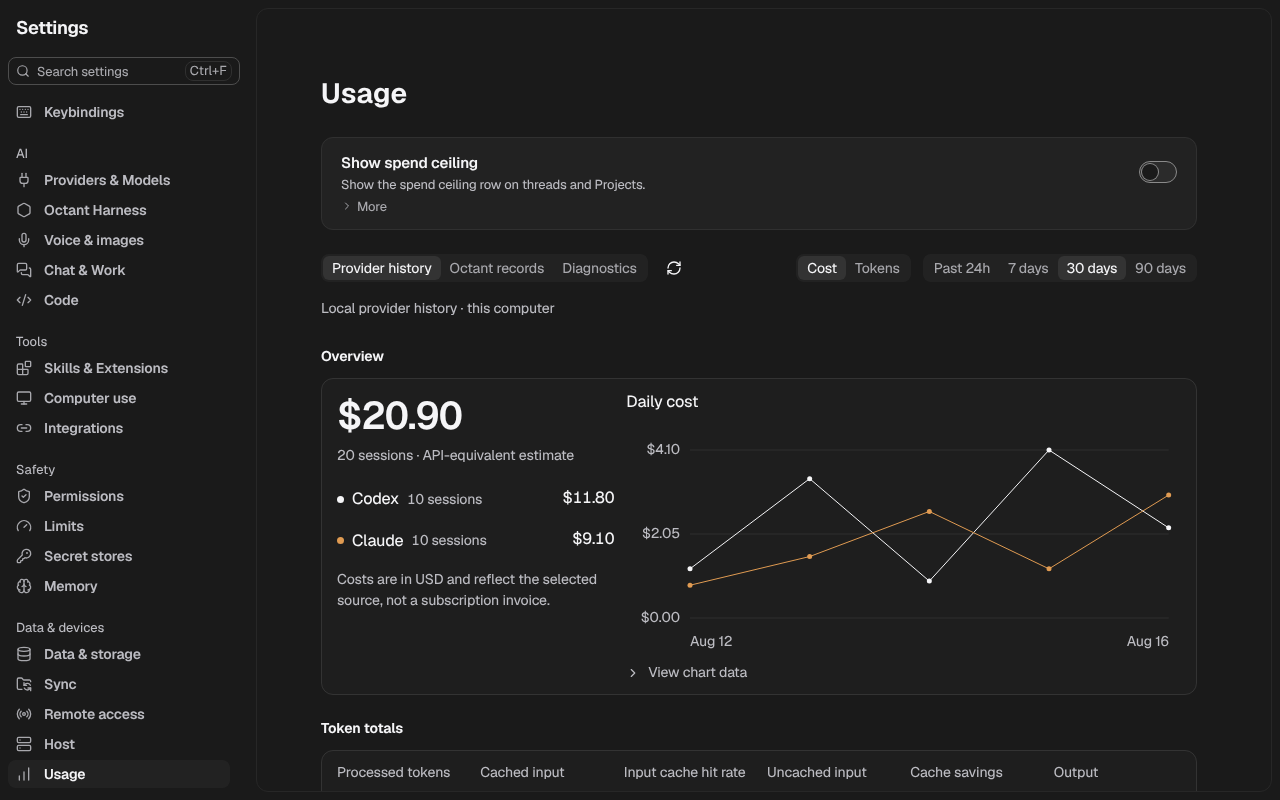 Settings
Search settings Ctrl+F
Keybindings
AI
Providers & Models
Octant Harness
Voice & images
Chat & Work
Code
Tools
Skills & Extensions
Computer use
Integrations
Safety
Permissions
Limits
Secret stores
Memory
Data & devices
Data & storage
Sync
Remote access
Host
Usage
Usage
Show spend ceiling
Show the spend ceiling row on threads and Projects.
More
Provider history Octant records Diagnostics Cost Tokens Past 24h 7 days 30 days 90 days
Local provider history · this computer
Overview
$20.90
20 sessions · API-equivalent estimate
Codex 10 sessions $11.80
Claude 10 sessions $9.10
Costs are in USD and reflect the selected
source, not a subscription invoice.
Daily cost
$4.10
$2.05
$0.00
Aug 12 Aug 16
View chart data
Token totals
Processed tokens Cached input Input cache hit rate Uncached input Cache savings Output